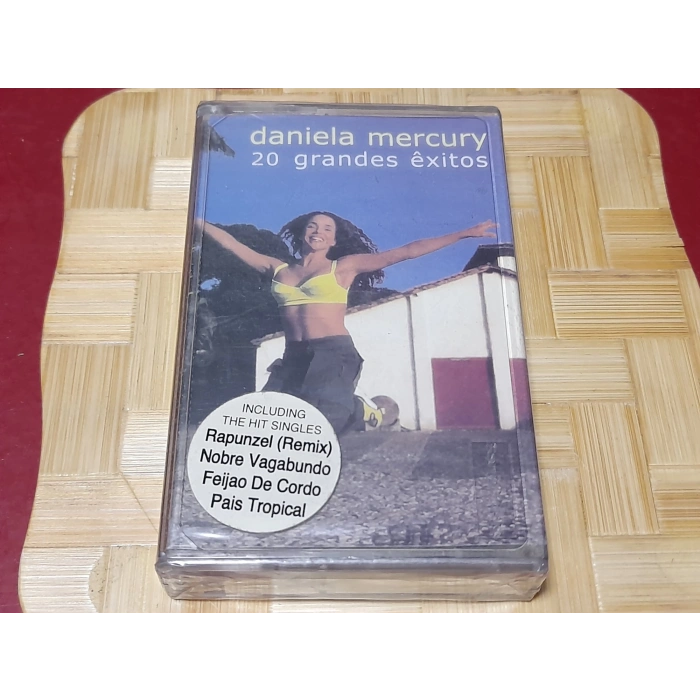 daniela mercury
20 grandes êxitos
INCLUDING
THE HIT SINGLES
Rapunzel (Remix)
Nobre Vagabundo
Feijao De Cordo
Pais Tropical